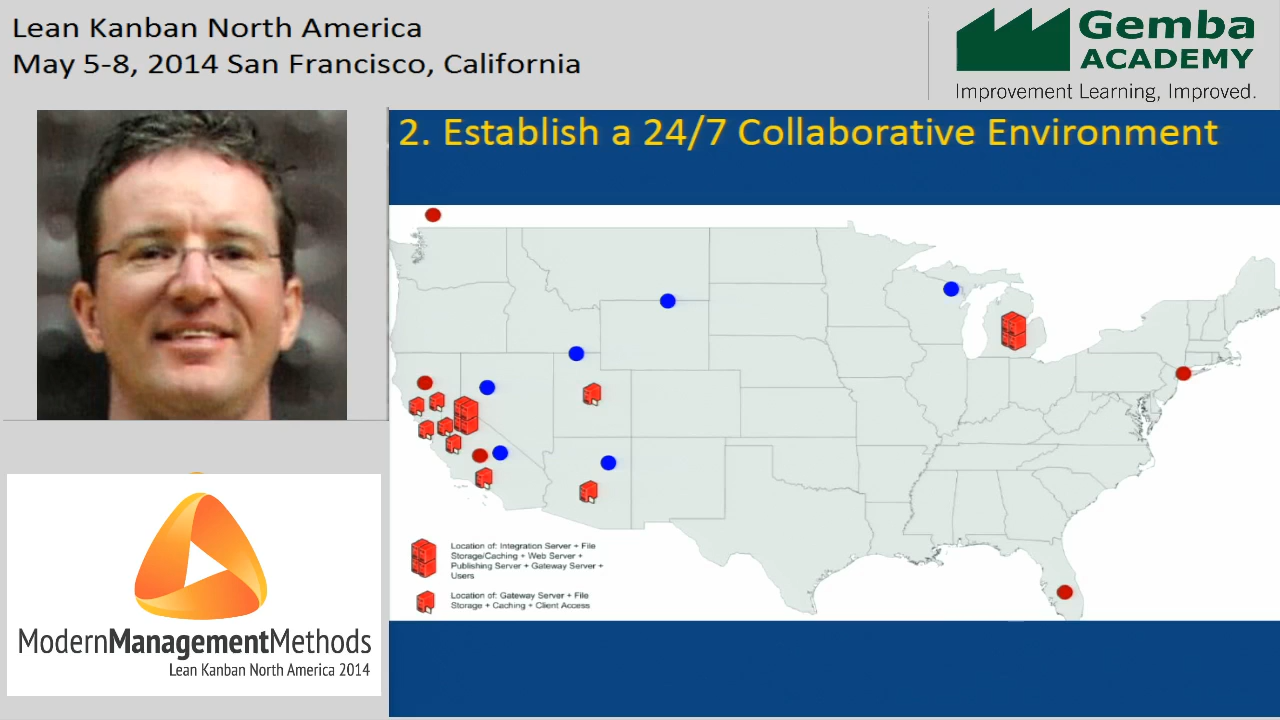 Lean Kanban North America
May 5-8, 2014 San Francisco, California
Gemba
ACADEMY
Improvement Learning, Improved.
2. Establish a 24/7 Collaborative Environment
Location of: Integration Server + File
Storage/Caching + Web Server +
Publishing Server + Gateway Server +
Users
Location of: Gateway Server + File
Storage + Caching + Client Access
ModernManagementMethods
Lean Kanban North America 2014